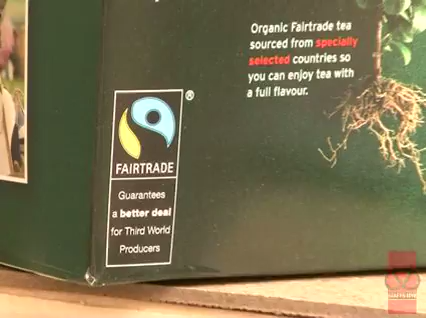 Organic Fairtrade tea
sourced from specially
selected countries so
you can enjoy tea with
a full flavour.
®
FAIRTRADE
Guarantees
a better deal
for Third World
Producers